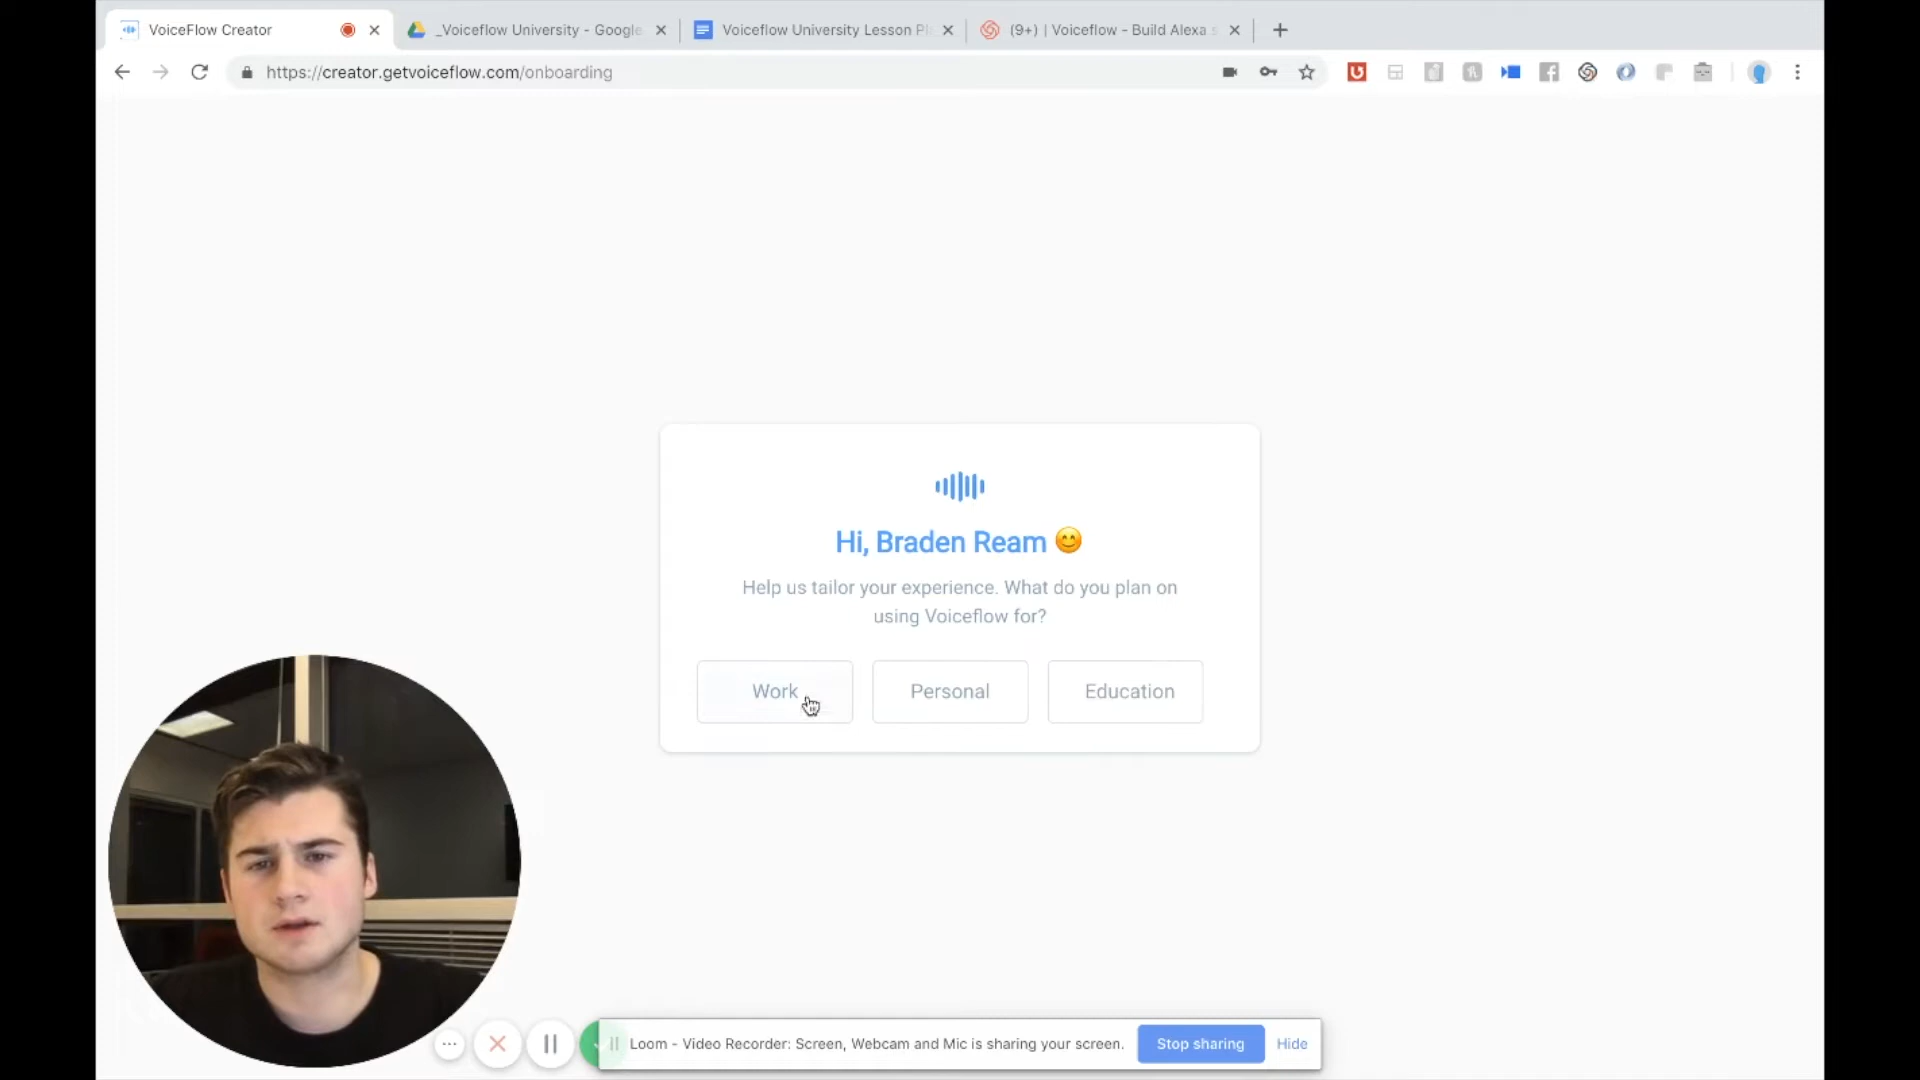 VoiceFlow Creator
_Voiceflow University - Google
Voiceflow University Lesson Pl
(9+) | Voiceflow - Build Alexa s
https://creator.getvoiceflow.com/onboarding
Hi, Braden Ream 😊
Help us tailor your experience. What do you plan on
using Voiceflow for?
Work
Personal
Education
Loom - Video Recorder: Screen, Webcam and Mic is sharing your screen.
Stop sharing
Hide